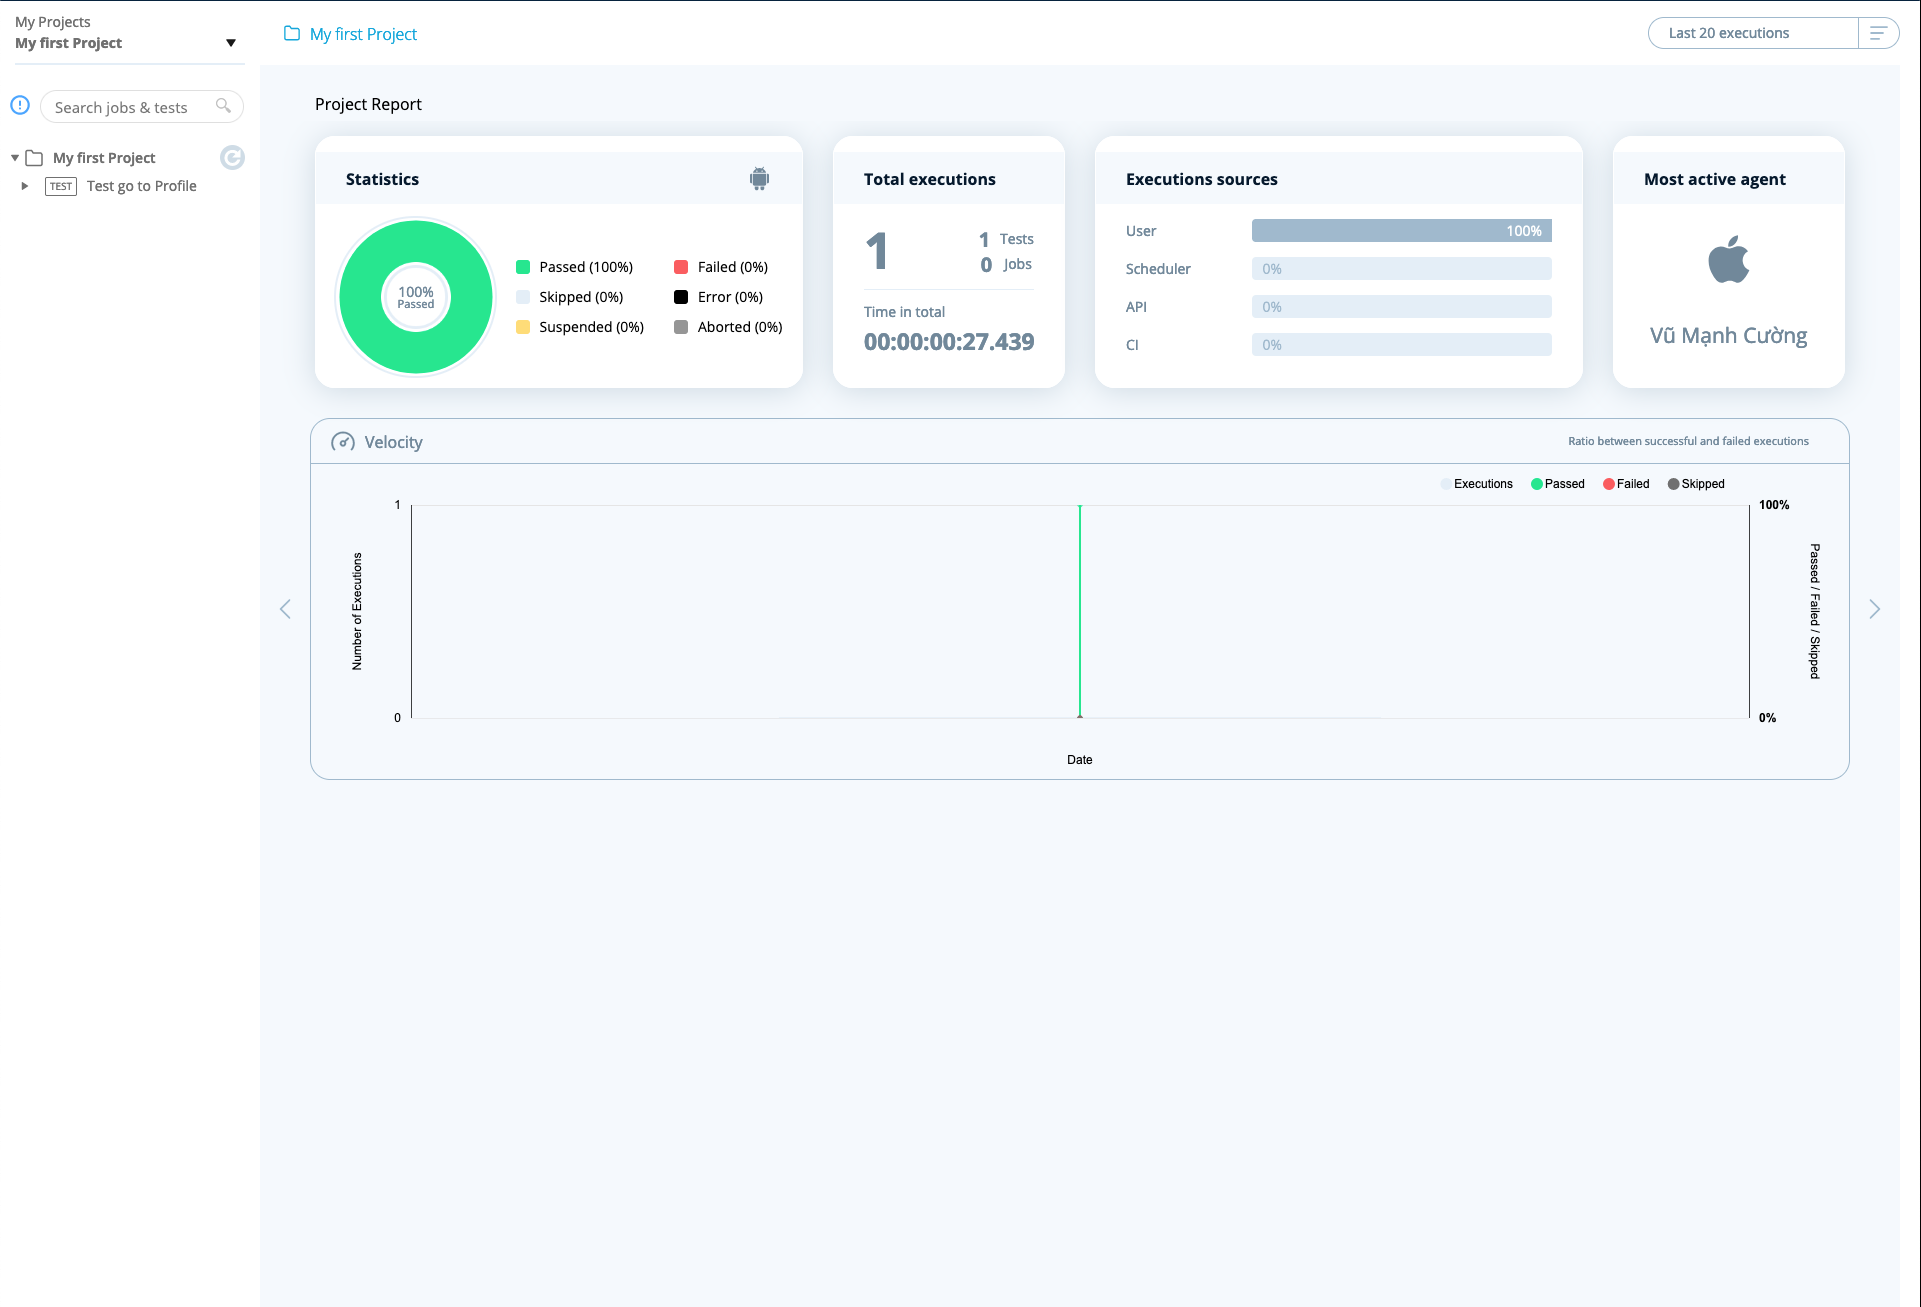 My Projects
My first Project
Search jobs & tests
My first Project
TEST Test go to Profile
My first Project
Last 20 executions
Project Report
Statistics
100%
Passed
Passed (100%)
Failed (0%)
Skipped (0%)
Error (0%)
Suspended (0%)
Aborted (0%)
Total executions
1
1 Tests
0 Jobs
Time in total
00:00:00:27.439
Executions sources
User 100%
Scheduler 0%
API 0%
CI 0%
Most active agent
Vũ Mạnh Cường
Velocity
Ratio between successful and failed executions
Executions Passed Failed Skipped
1
0
Number of Executions
100%
0%
Passed / Failed / Skipped
Date